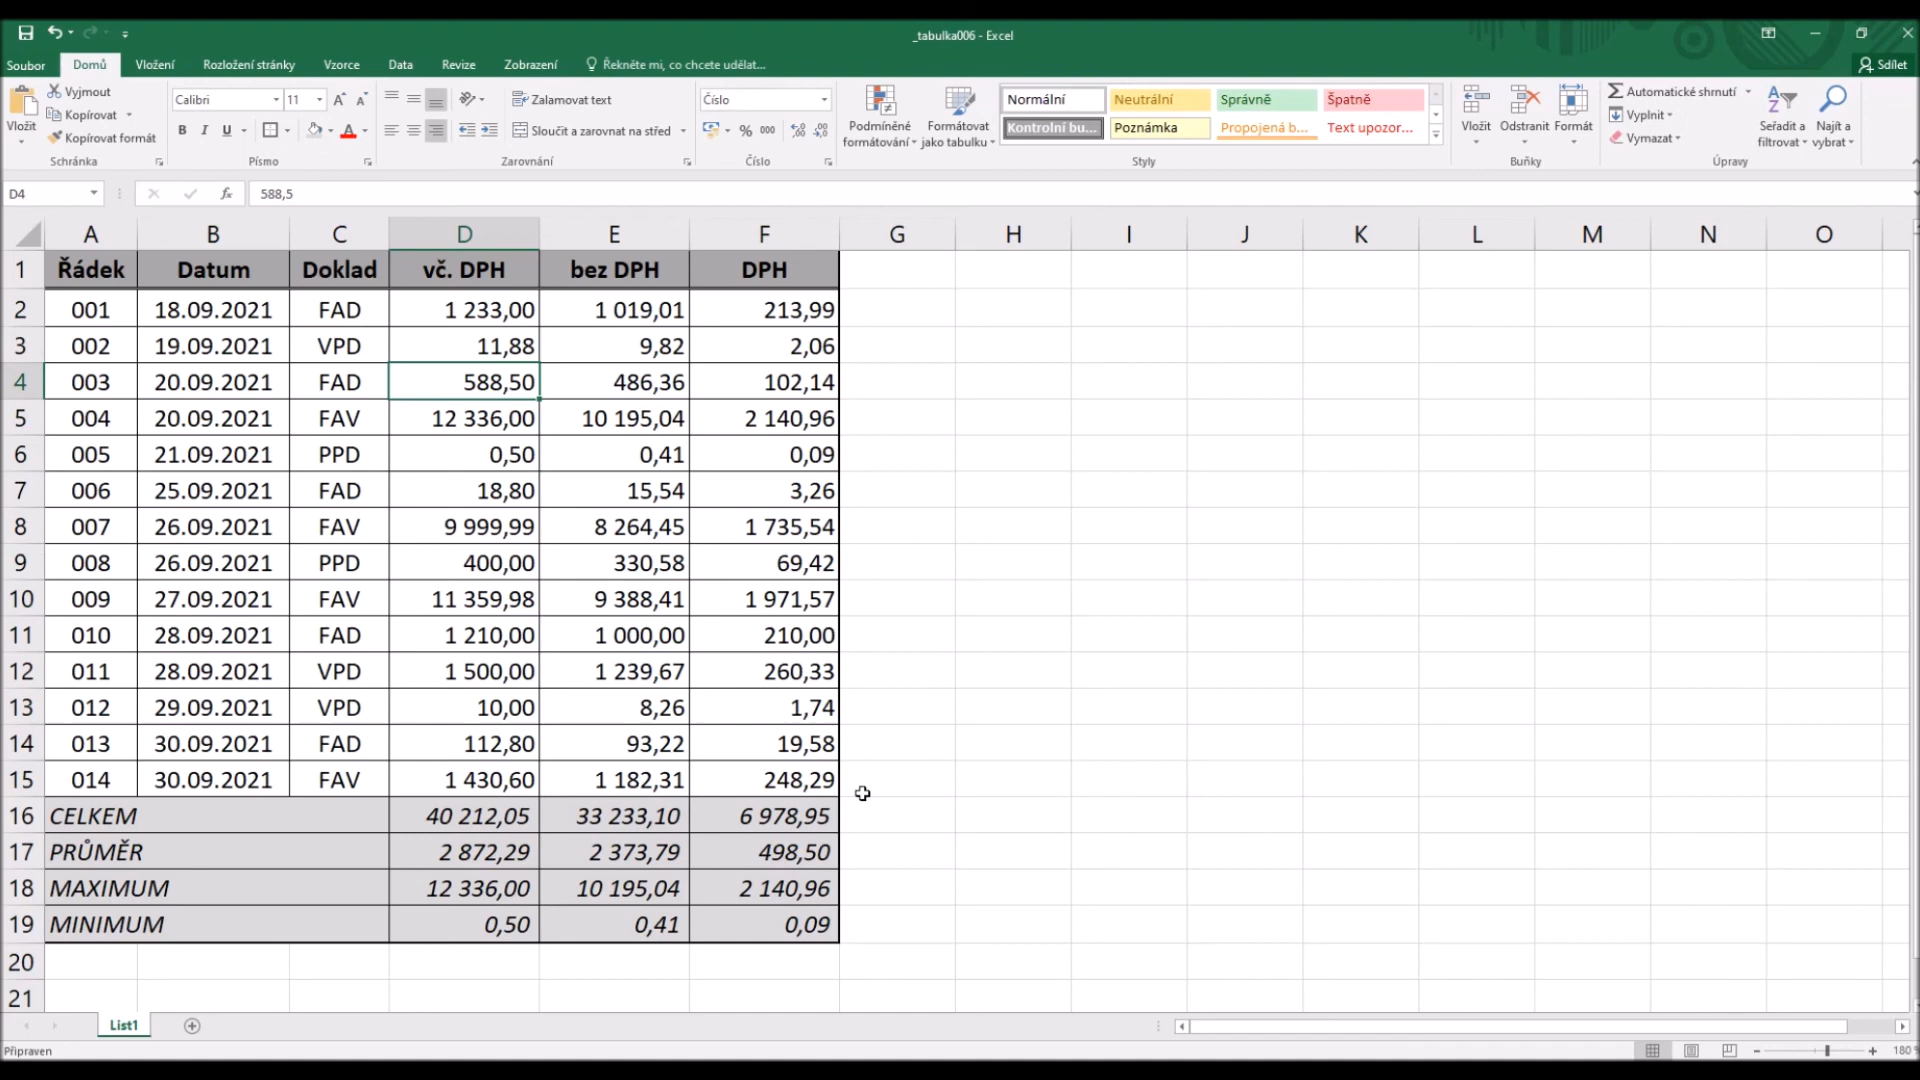 _tabulka006 - Excel
Soubor Domů Vložení Rozložení stránky Vzorce Data Revize Zobrazení Řekněte mi, co chcete udělat... Sdílet
Vložit Vyjmout Kopírovat Kopírovat formát
Schránka
Calibri 11
B I U A
Písmo
Zalamovat text
Sloučit a zarovnat na střed
Zarovnání
Číslo
% 000
Číslo
Podmíněné formátování
Formátovat jako tabulku
Normální Neutrální Správně Špatně
Kontrolní bu... Poznámka Propojená b... Text upozor...
Styly
Vložit Odstranit Formát
Buňky
Automatické shrnutí
Vyplnit
Vymazat
Seřadit a filtrovat
Najít a vybrat
Úpravy
D4 fx 588,5
A B C D E F G H I J K L M N O
1 Řádek Datum Doklad vč. DPH bez DPH DPH
2 001 18.09.2021 FAD 1 233,00 1 019,01 213,99
3 002 19.09.2021 VPD 11,88 9,82 2,06
4 003 20.09.2021 FAD 588,50 486,36 102,14
5 004 20.09.2021 FAV 12 336,00 10 195,04 2 140,96
6 005 21.09.2021 PPD 0,50 0,41 0,09
7 006 25.09.2021 FAD 18,80 15,54 3,26
8 007 26.09.2021 FAV 9 999,99 8 264,45 1 735,54
9 008 26.09.2021 PPD 400,00 330,58 69,42
10 009 27.09.2021 FAV 11 359,98 9 388,41 1 971,57
11 010 28.09.2021 FAD 1 210,00 1 000,00 210,00
12 011 28.09.2021 VPD 1 500,00 1 239,67 260,33
13 012 29.09.2021 VPD 10,00 8,26 1,74
14 013 30.09.2021 FAD 112,80 93,22 19,58
15 014 30.09.2021 FAV 1 430,60 1 182,31 248,29
16 CELKEM 40 212,05 33 233,10 6 978,95
17 PRŮMĚR 2 872,29 2 373,79 498,50
18 MAXIMUM 12 336,00 10 195,04 2 140,96
19 MINIMUM 0,50 0,41 0,09
20
21
List1
Připraven 180